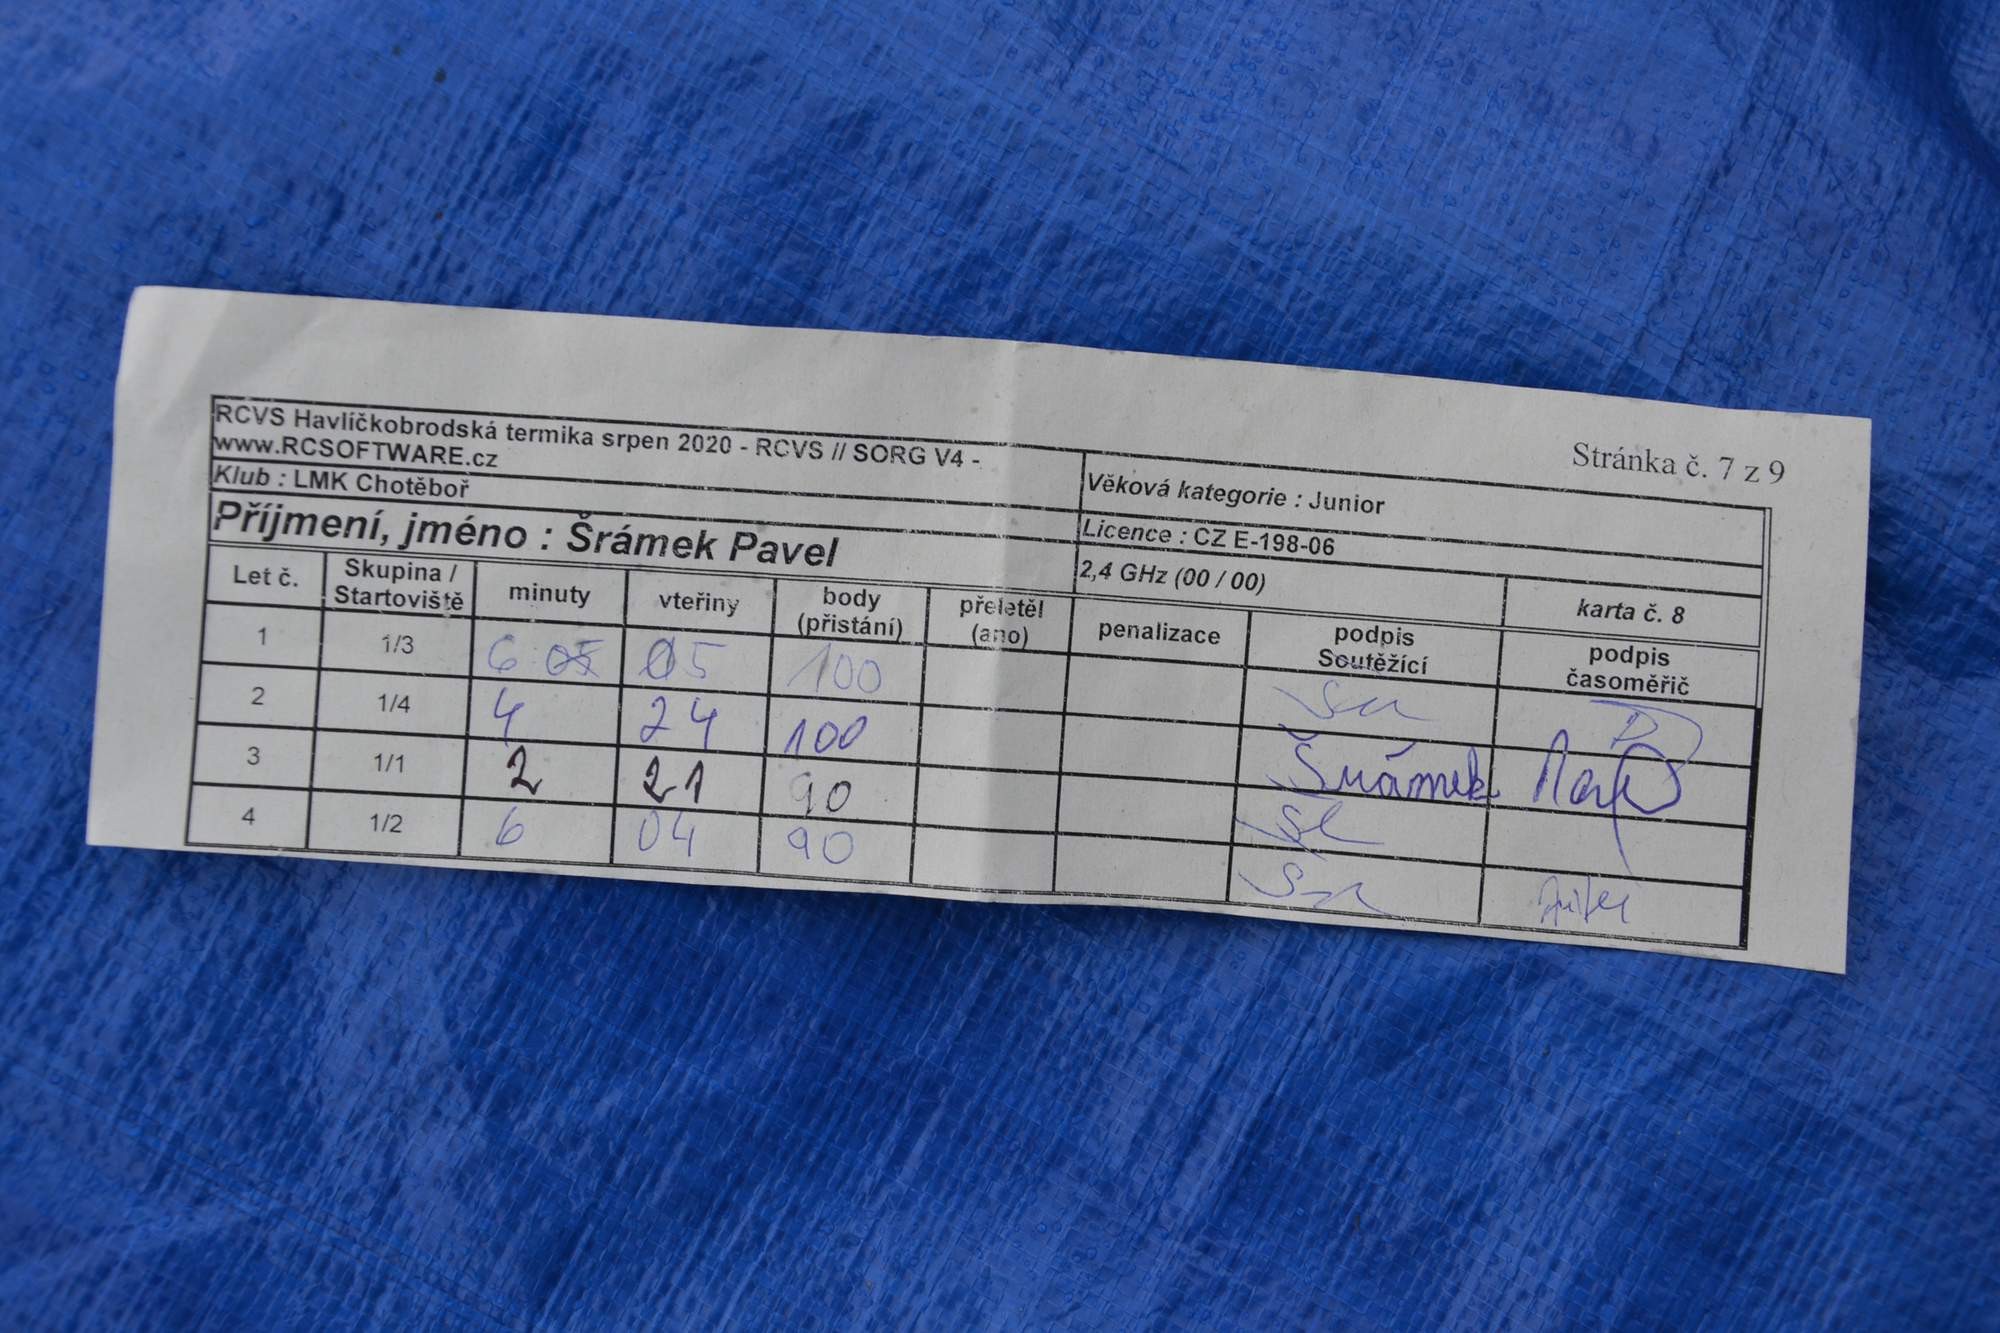 Stránka č. 7 z 9
RCVS Havlíčkobrodská termika srpen 2020 - RCVS // SORG V4 -
www.RCSOFTWARE.cz
Věková kategorie : Junior
Klub : LMK Chotěboř
Licence : CZ E-198-06
Příjmení, jméno : Šrámek Pavel
2,4 GHz (00 / 00)
karta č. 8
Let č. Skupina / Startoviště minuty vteřiny body (přistání) přeletěl (ano) penalizace podpis Soutěžící podpis časoměřič
1 1/3 6 05 100
2 1/4 4 24 100 Šrámek
3 1/1 2 21 90
4 1/2 6 04 90